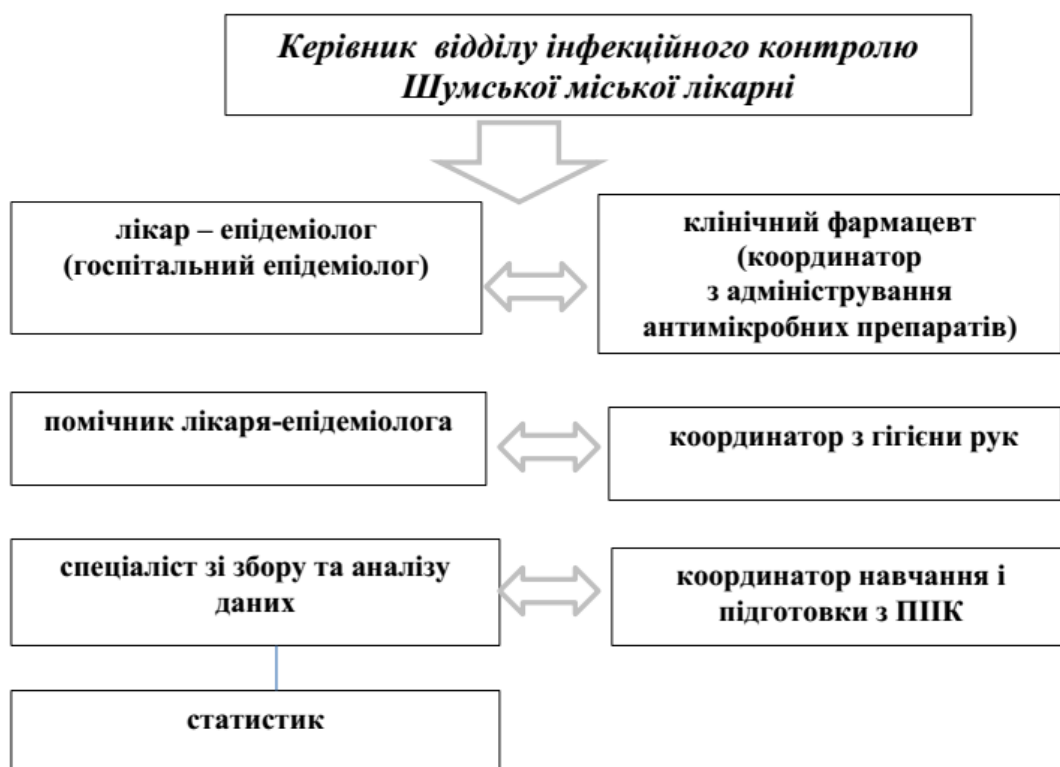 Керівник відділу інфекційного контролю
Шумської міської лікарні
лікар – епідеміолог
(госпітальний епідеміолог)
клінічний фармацевт
(координатор
з адміністрування
антимікробних препаратів)
помічник лікаря-епідеміолога
координатор з гігієни рук
спеціаліст зі збору та аналізу
даних
координатор навчання і
підготовки з ПІІК
статистик